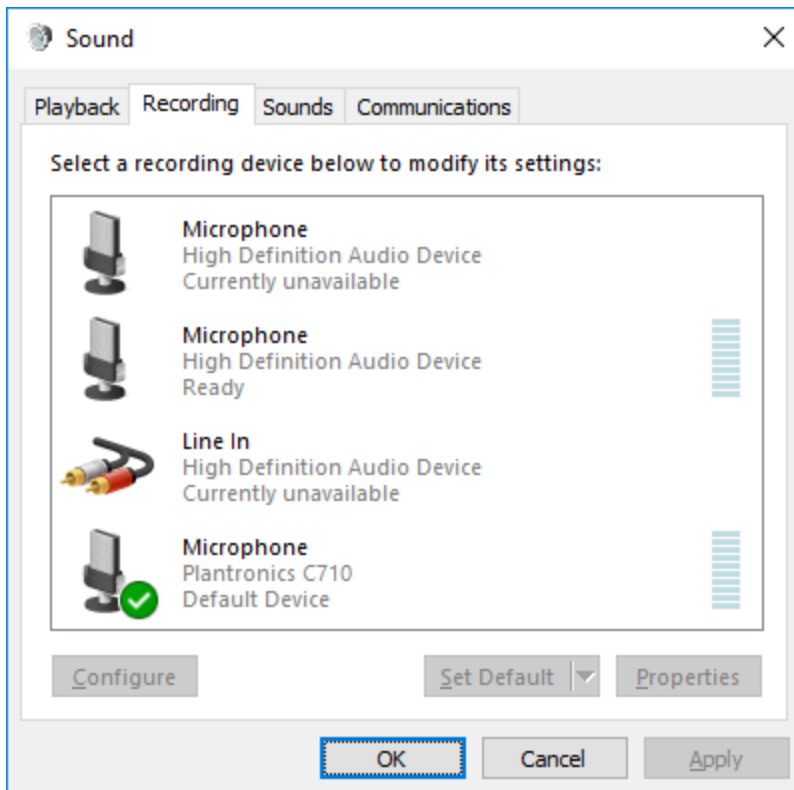 Sound
Playback Recording Sounds Communications
Select a recording device below to modify its settings:
Microphone
High Definition Audio Device
Currently unavailable
Microphone
High Definition Audio Device
Ready
Line In
High Definition Audio Device
Currently unavailable
Microphone
Plantronics C710
Default Device
Configure Set Default Properties
OK Cancel Apply